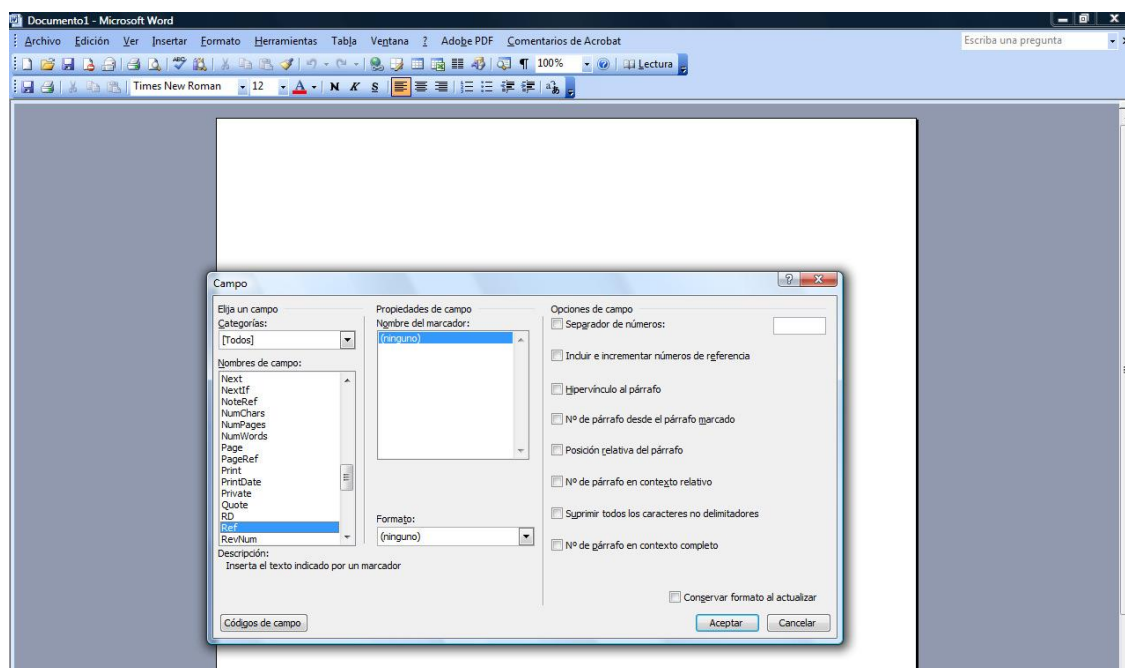 Documento1 - Microsoft Word
Archivo Edición Ver Insertar Formato Herramientas Tabla Ventana ? Adobe PDF Comentarios de Acrobat
Escriba una pregunta
100% Lectura
Times New Roman 12 A N K S
Campo
Elija un campo
Categorías:
[Todos]
Nombres de campo:
Next
NextIf
NoteRef
NumChars
NumPages
NumWords
Page
PageRef
Print
PrintDate
Private
Quote
RD
Ref
RevNum
Descripción:
Inserta el texto indicado por un marcador
Códigos de campo
Propiedades de campo
Nombre del marcador:
(ninguno)
Formato:
(ninguno)
Opciones de campo
Separador de números:
Incluir e incrementar números de referencia
Hipervínculo al párrafo
Nº de párrafo desde el párrafo marcado
Posición relativa del párrafo
Nº de párrafo en contexto relativo
Suprimir todos los caracteres no delimitadores
Nº de párrafo en contexto completo
Conservar formato al actualizar
Aceptar Cancelar